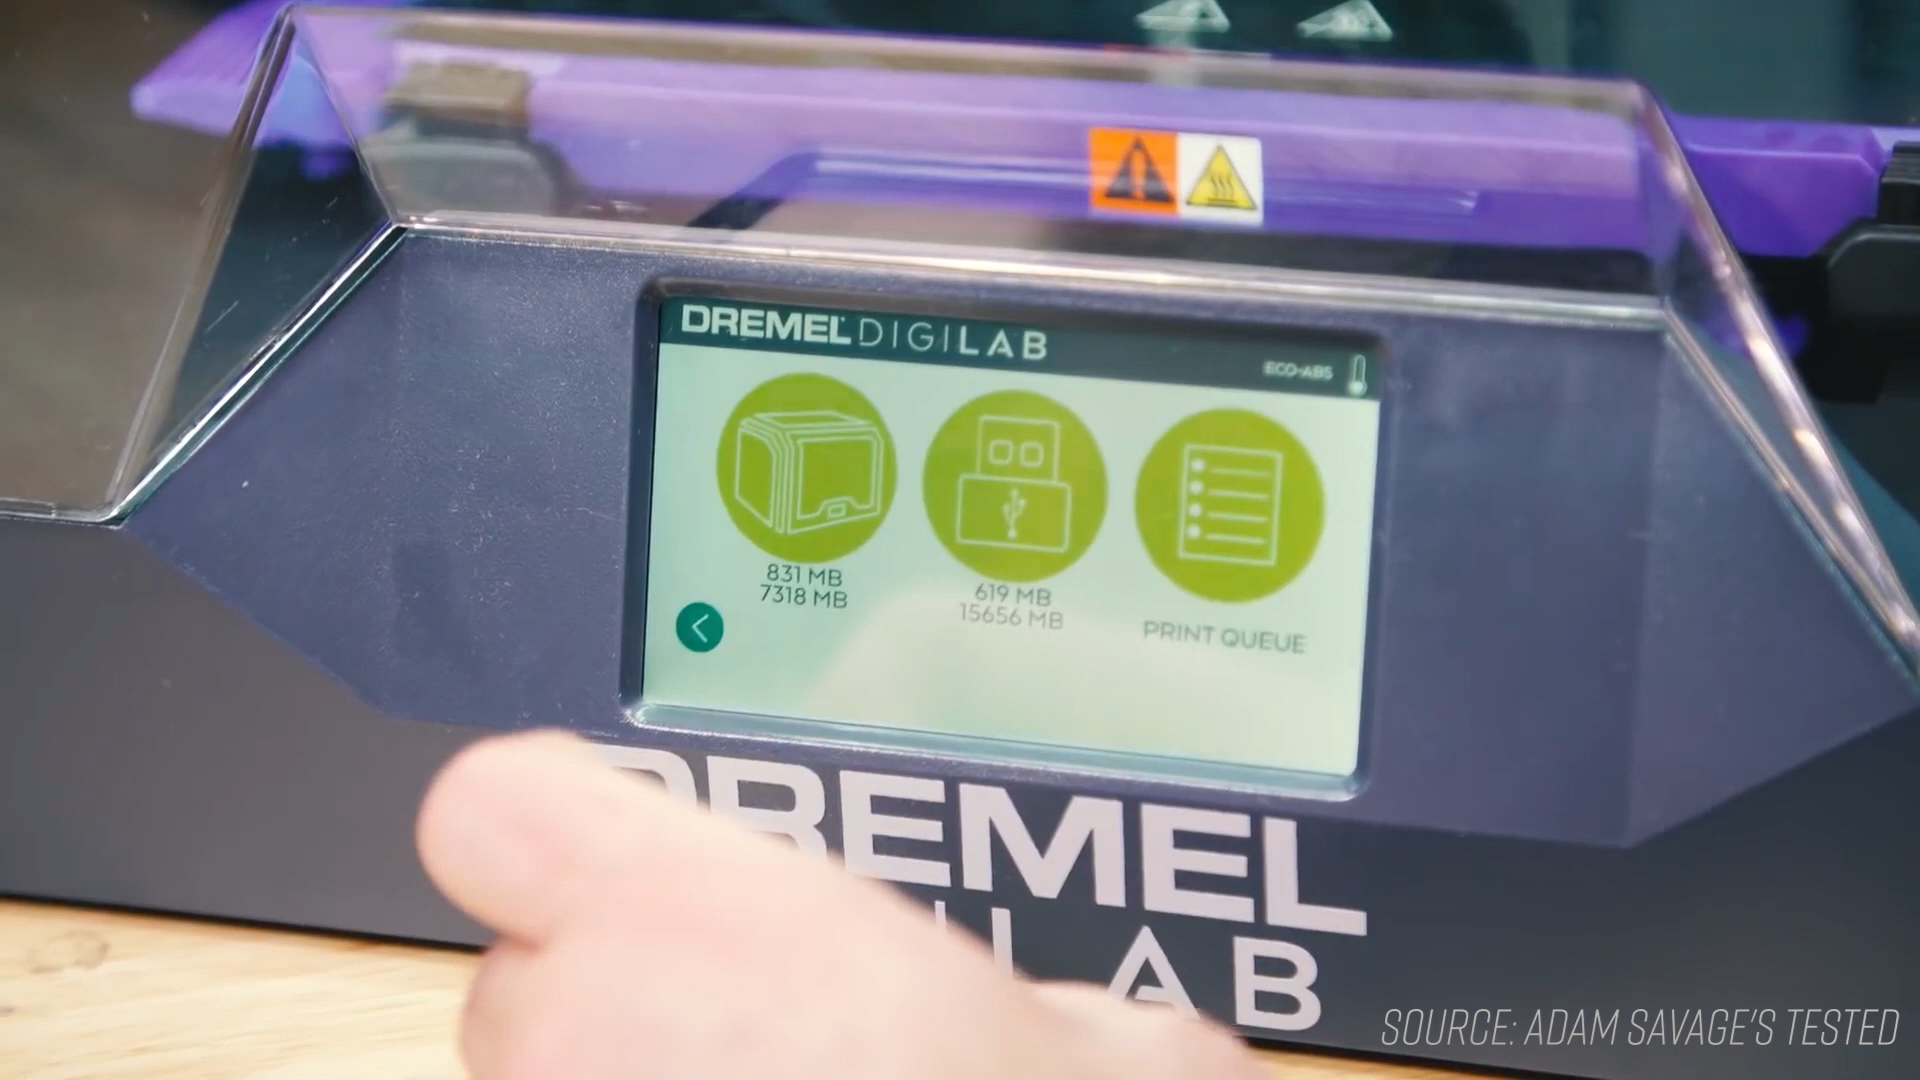 DREMEL DIGILAB
ECO-ABS
831 MB
7318 MB
619 MB
15656 MB
PRINT QUEUE
DREMEL
LAB
SOURCE: ADAM SAVAGE'S TESTED